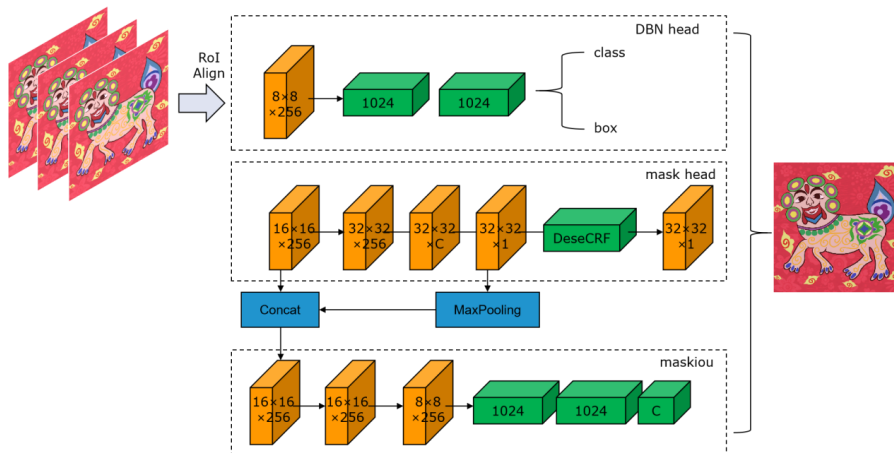 RoI
Align
DBN head
8×8
×256
1024
1024
class
box
mask head
16×16
×256
32×32
×256
32×32
×C
32×32
×1
DeseCRF
32×32
×1
Concat
MaxPooling
maskiou
16×16
×256
16×16
×256
8×8
×256
1024
1024
C